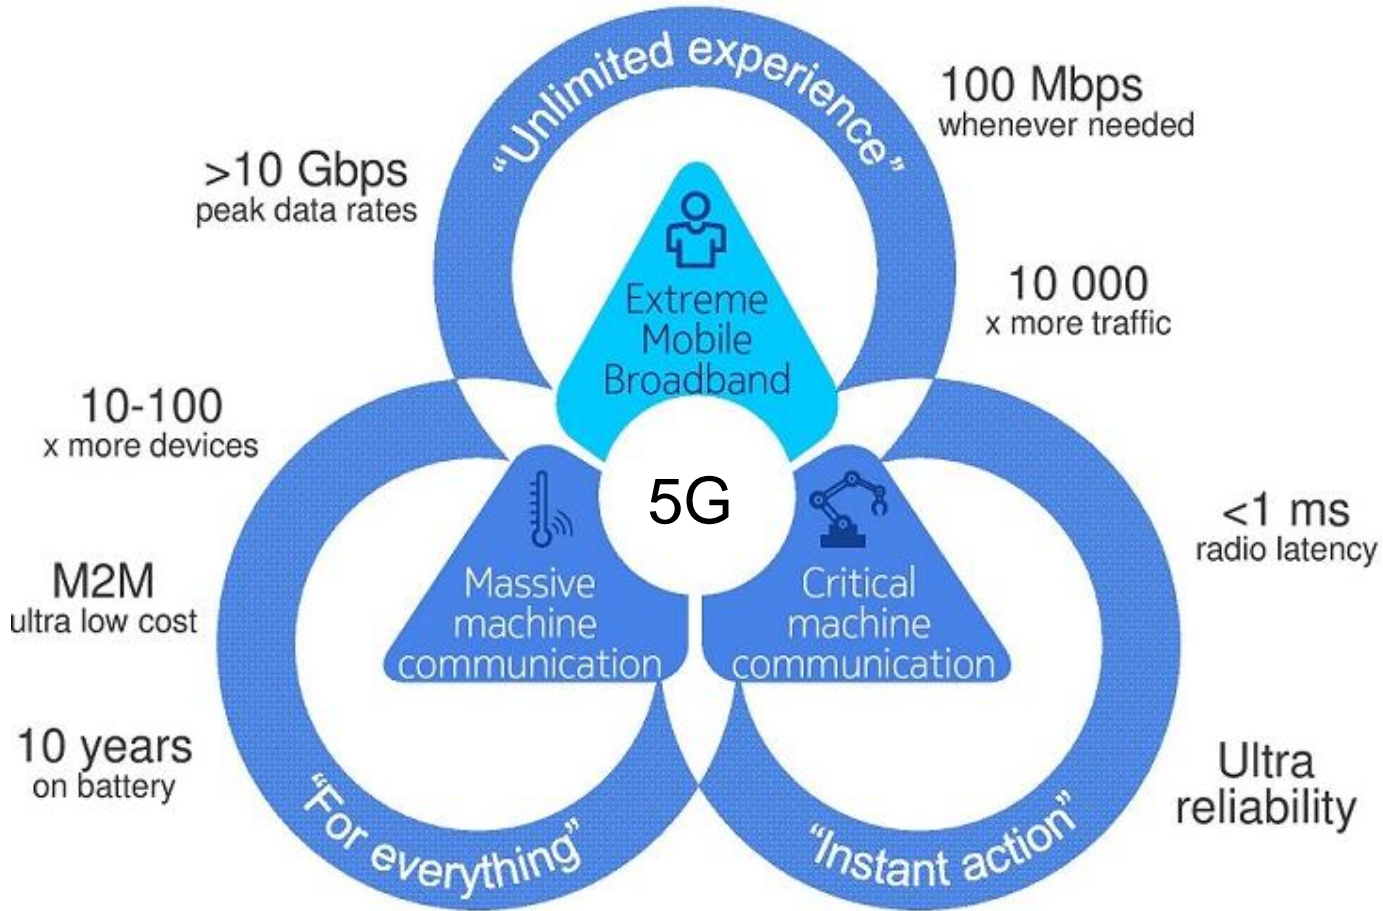 “Unlimited experience”
100 Mbps
whenever needed
>10 Gbps
peak data rates
10 000
x more traffic
Extreme
Mobile
Broadband
10-100
x more devices
5G
<1 ms
radio latency
M2M
ultra low cost
Massive
machine
communication
Critical
machine
communication
10 years
on battery
Ultra
reliability
“For everything”
“Instant action”